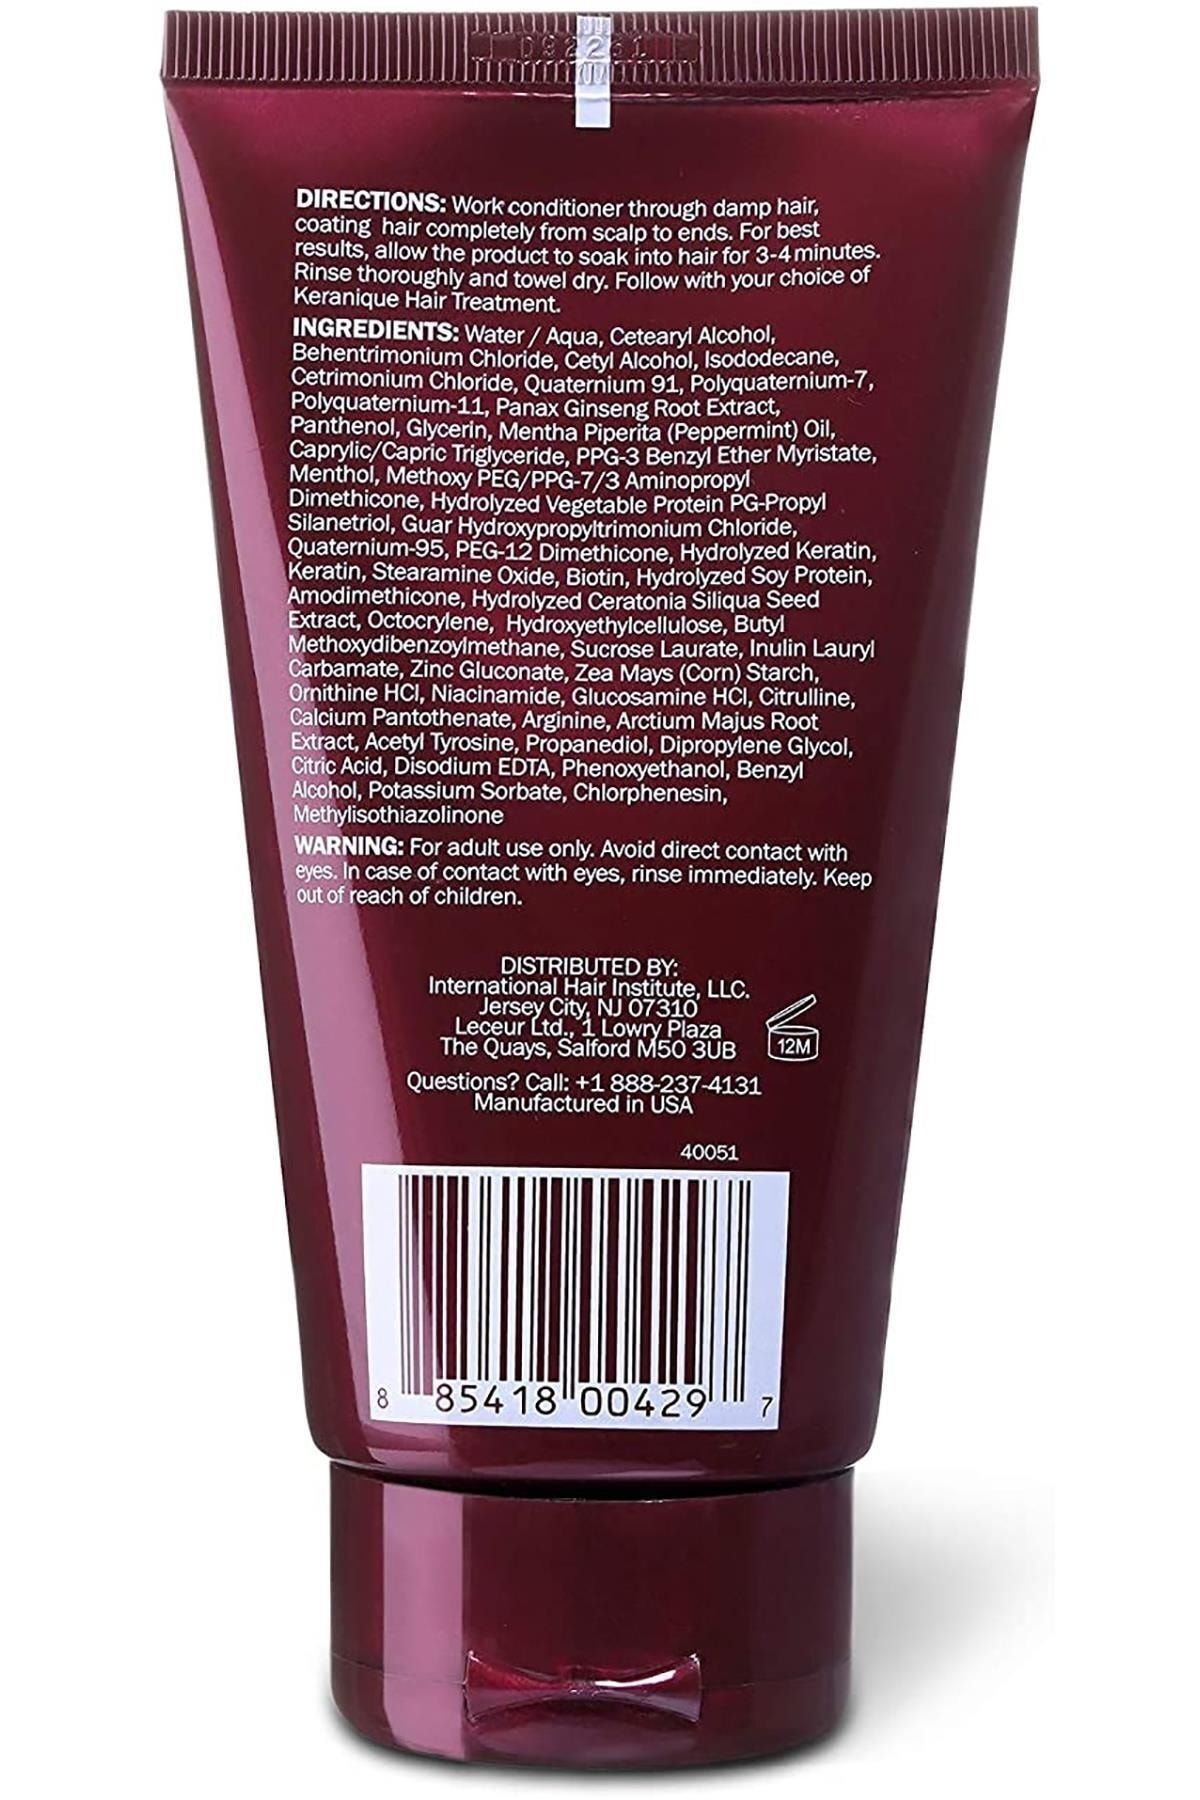 D92261
DIRECTIONS: Work conditioner through damp hair,
coating hair completely from scalp to ends. For best
results, allow the product to soak into hair for 3-4 minutes.
Rinse thoroughly and towel dry. Follow with your choice of
Keranique Hair Treatment.
INGREDIENTS: Water / Aqua, Cetearyl Alcohol,
Behentrimonium Chloride, Cetyl Alcohol, Isododecane,
Cetrimonium Chloride, Quaternium 91, Polyquaternium-7,
Polyquaternium-11, Panax Ginseng Root Extract,
Panthenol, Glycerin, Mentha Piperita (Peppermint) Oil,
Caprylic/Capric Triglyceride, PPG-3 Benzyl Ether Myristate,
Menthol, Methoxy PEG/PPG-7/3 Aminopropyl
Dimethicone, Hydrolyzed Vegetable Protein PG-Propyl
Silanetriol, Guar Hydroxypropyltrimonium Chloride,
Quaternium-95, PEG-12 Dimethicone, Hydrolyzed Keratin,
Keratin, Stearamine Oxide, Biotin, Hydrolyzed Soy Protein,
Amodimethicone, Hydrolyzed Ceratonia Siliqua Seed
Extract, Octocrylene, Hydroxyethylcellulose, Butyl
Methoxydibenzoylmethane, Sucrose Laurate, Inulin Lauryl
Carbamate, Zinc Gluconate, Zea Mays (Corn) Starch,
Ornithine HCl, Niacinamide, Glucosamine HCl, Citrulline,
Calcium Pantothenate, Arginine, Arctium Majus Root
Extract, Acetyl Tyrosine, Propanediol, Dipropylene Glycol,
Citric Acid, Disodium EDTA, Phenoxyethanol, Benzyl
Alcohol, Potassium Sorbate, Chlorphenesin,
Methylisothiazolinone
WARNING: For adult use only. Avoid direct contact with
eyes. In case of contact with eyes, rinse immediately. Keep
out of reach of children.
DISTRIBUTED BY:
International Hair Institute, LLC.
Jersey City, NJ 07310
Leceur Ltd., 1 Lowry Plaza
The Quays, Salford M50 3UB
12M
Questions? Call: +1 888-237-4131
Manufactured in USA
40051
8 85418 00429 7